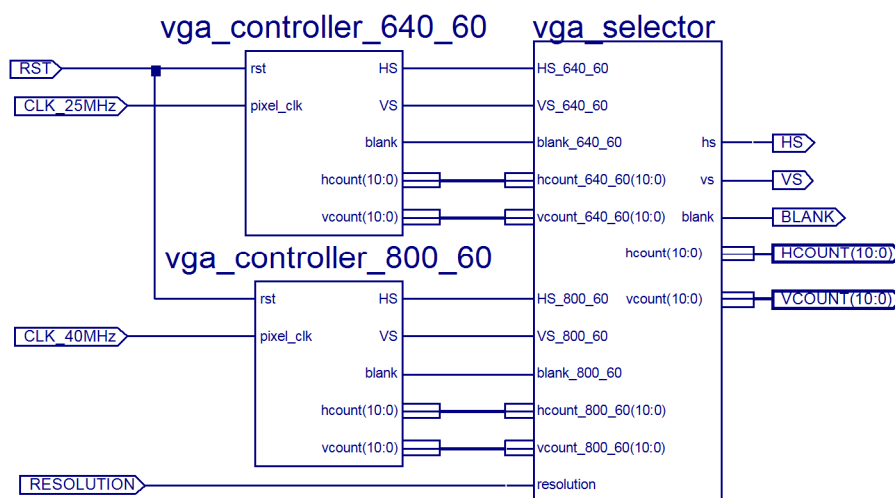 vga_controller_640_60
vga_selector
RST
rst
HS
HS_640_60
CLK_25MHz
pixel_clk
VS
VS_640_60
blank
blank_640_60
hs
HS
hcount(10:0)
hcount_640_60(10:0)
vs
VS
vcount(10:0)
vcount_640_60(10:0)
blank
BLANK
vga_controller_800_60
hcount(10:0)
HCOUNT(10:0)
rst
HS
HS_800_60
vcount(10:0)
VCOUNT(10:0)
CLK_40MHz
pixel_clk
VS
VS_800_60
blank
blank_800_60
hcount(10:0)
hcount_800_60(10:0)
vcount(10:0)
vcount_800_60(10:0)
RESOLUTION
resolution